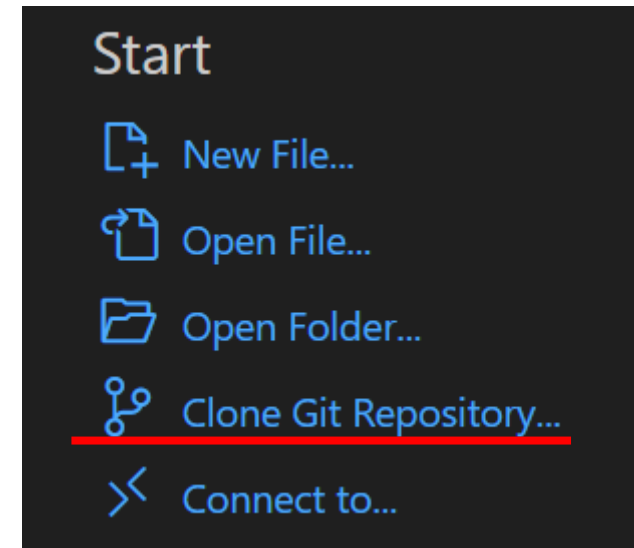 Start
New File...
Open File...
Open Folder...
Clone Git Repository...
Connect to...